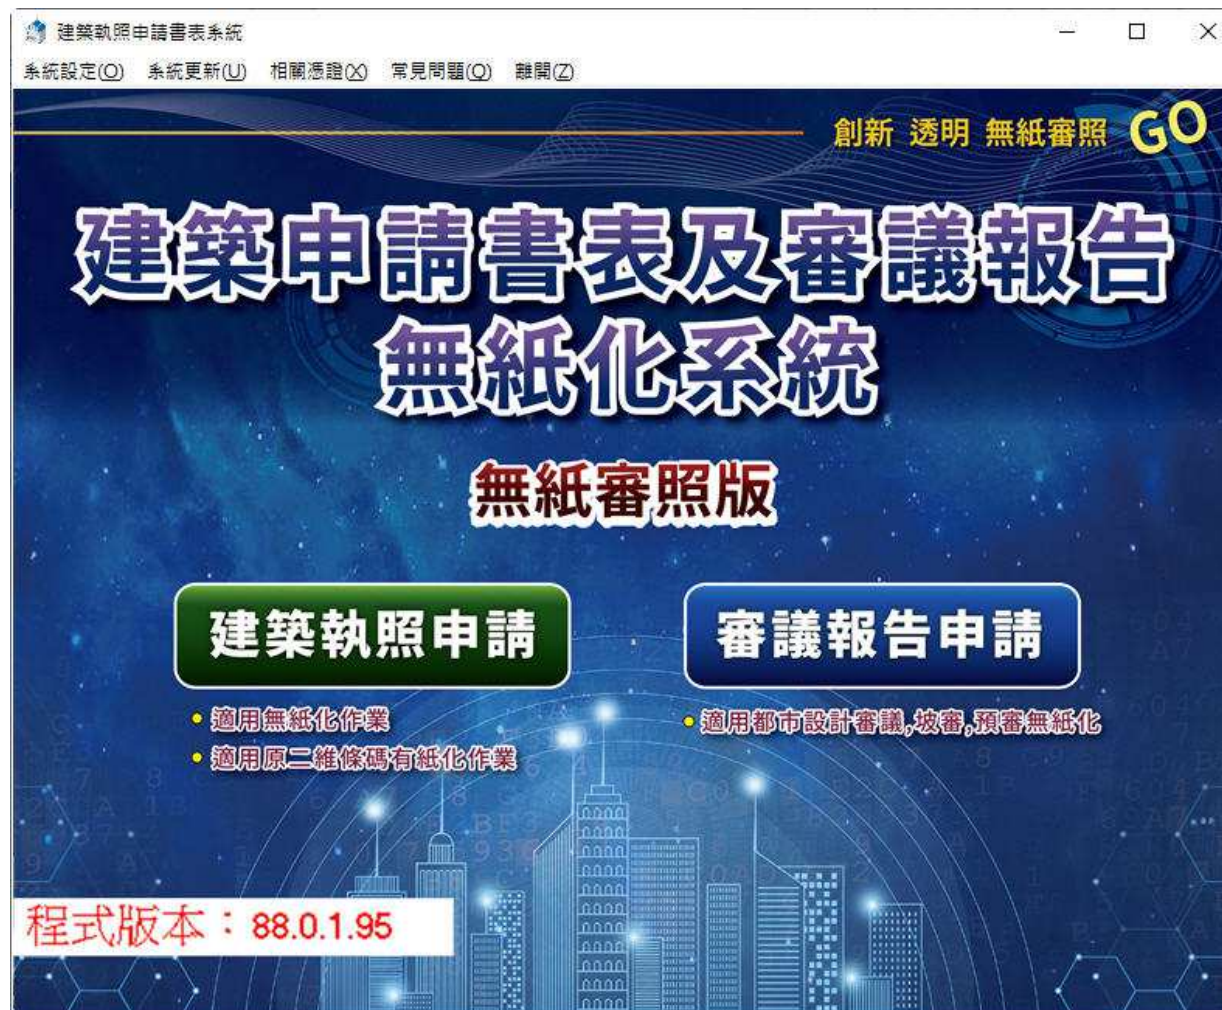 建築執照申請書表系統
系統設定(O) 系統更新(U) 相關憑證(X) 常見問題(Q) 離開(Z)
創新 透明 無紙審照 GO
建築申請書表及審議報告
無紙化系統
無紙審照版
建築執照申請
審議報告申請
適用無紙化作業
適用原二維條碼有紙化作業
適用都市設計審議,坡審,預審無紙化
程式版本：88.0.1.95